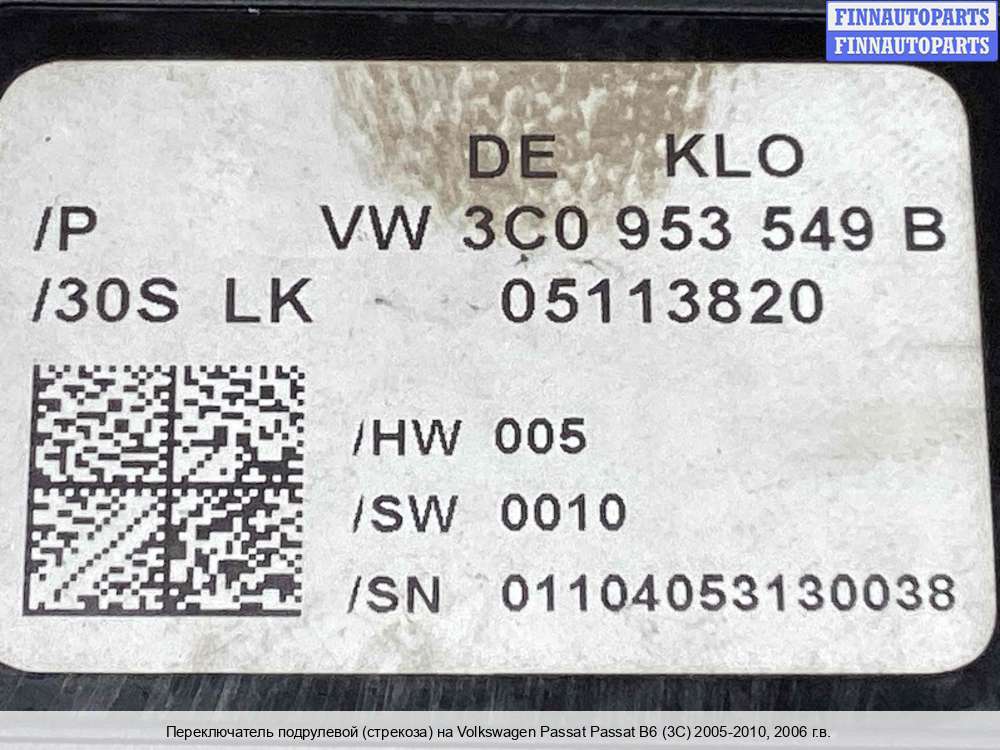 FINNAUTOPARTS
FINNAUTOPARTS
DE KLO
/P VW 3C0 953 549 B
/30S LK 05113820
/HW 005
/SW 0010
/SN 01104053130038
Переключатель подрулевой (стрекоза) на Volkswagen Passat Passat B6 (3C) 2005-2010, 2006 г.в.